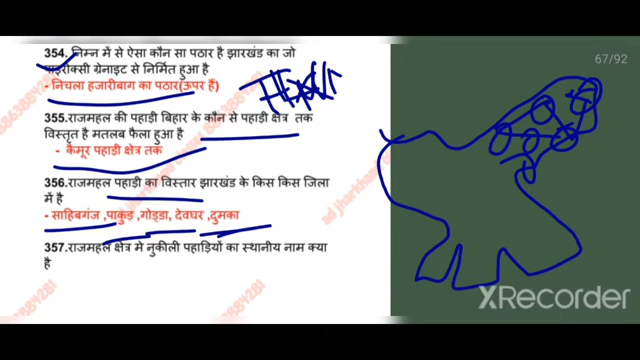 67/92
354. निम्न में से ऐसा कौन सा पठार है झारखंड का जो
पाइरोक्सी ग्रेनाइट से निर्मित हुआ है
- निचला हजारीबाग का पठार(ऊपर हैं)
355. राजमहल की पहाड़ी बिहार के कौन से पहाड़ी क्षेत्र तक
विस्तृत है मतलब फैला हुआ है
- कैमूर पहाड़ी क्षेत्र तक
356. राजमहल पहाड़ी का विस्तार झारखंड के किस किस जिला
में है
- साहिबगंज ,पाकुड़ ,गोड्डा, देवघर ,दुमका
357.राजमहल क्षेत्र मे नुकीली पहाड़ियों का स्थानीय नाम क्या
है
XRecorder